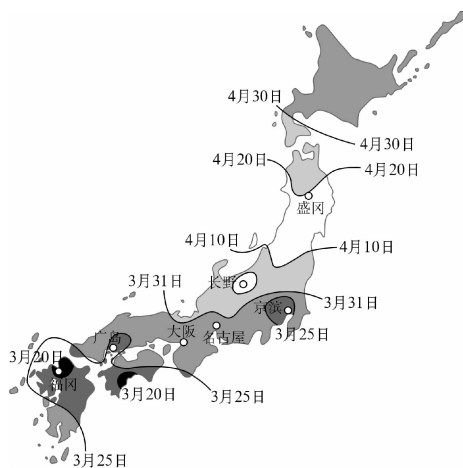 4月30日
4月30日
4月20日
4月20日
盛冈
4月10日
4月10日
3月31日
长野
3月31日
京滨
广岛
大阪
名古屋
3月25日
3月20日
福冈
3月20日
3月25日
3月25日